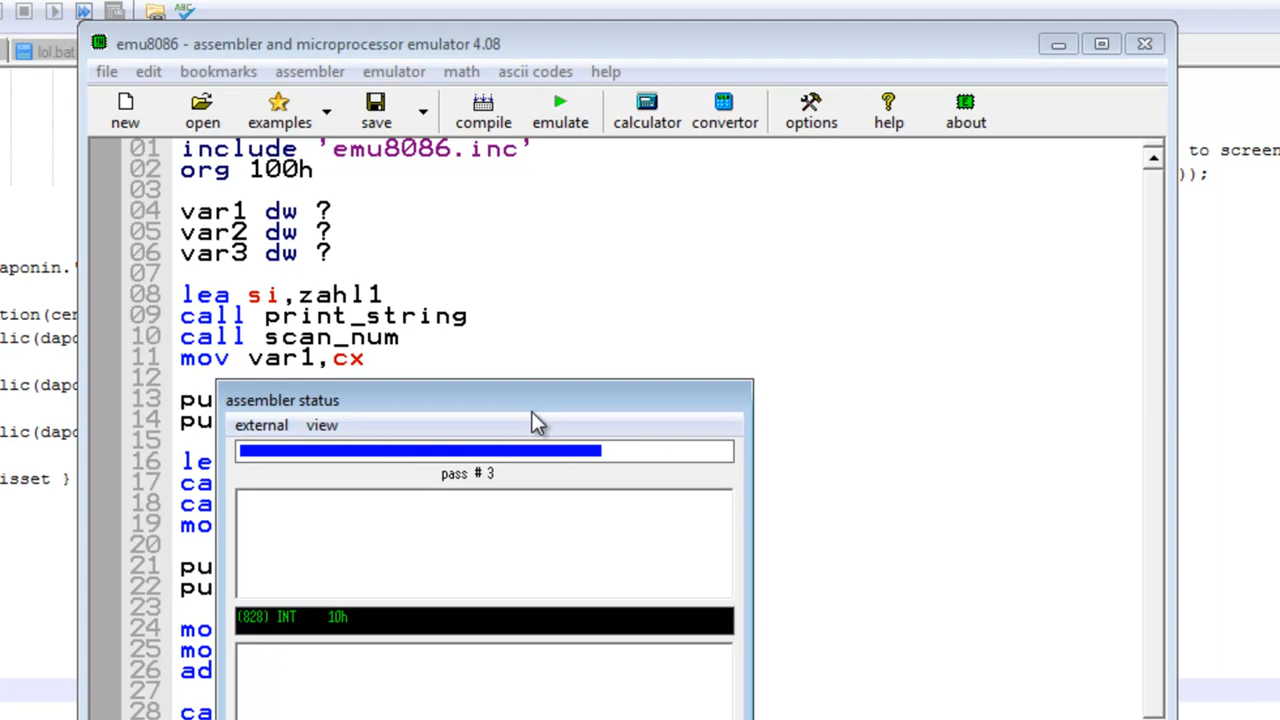 lol.bat
emu8086 - assembler and microprocessor emulator 4.08
file edit bookmarks assembler emulator math ascii codes help
new open examples save compile emulate calculator convertor options help about
01 include 'emu8086.inc'
02 org 100h
03
04 var1 dw ?
05 var2 dw ?
06 var3 dw ?
07
08 lea si,zahl1
09 call print_string
10 call scan_num
11 mov var1,cx
12
13 pu
14 pu
15
16 le
17 ca
18 ca
19 mo
20
21 pu
22 pu
23
24 mo
25 mo
26 ad
27
28 ca
assembler status
external view
pass # 3
(828) INT 10h
to screen
));
aponin.
tion(cer
lic(dapo
lic(dapo
lic(dapo
isset }